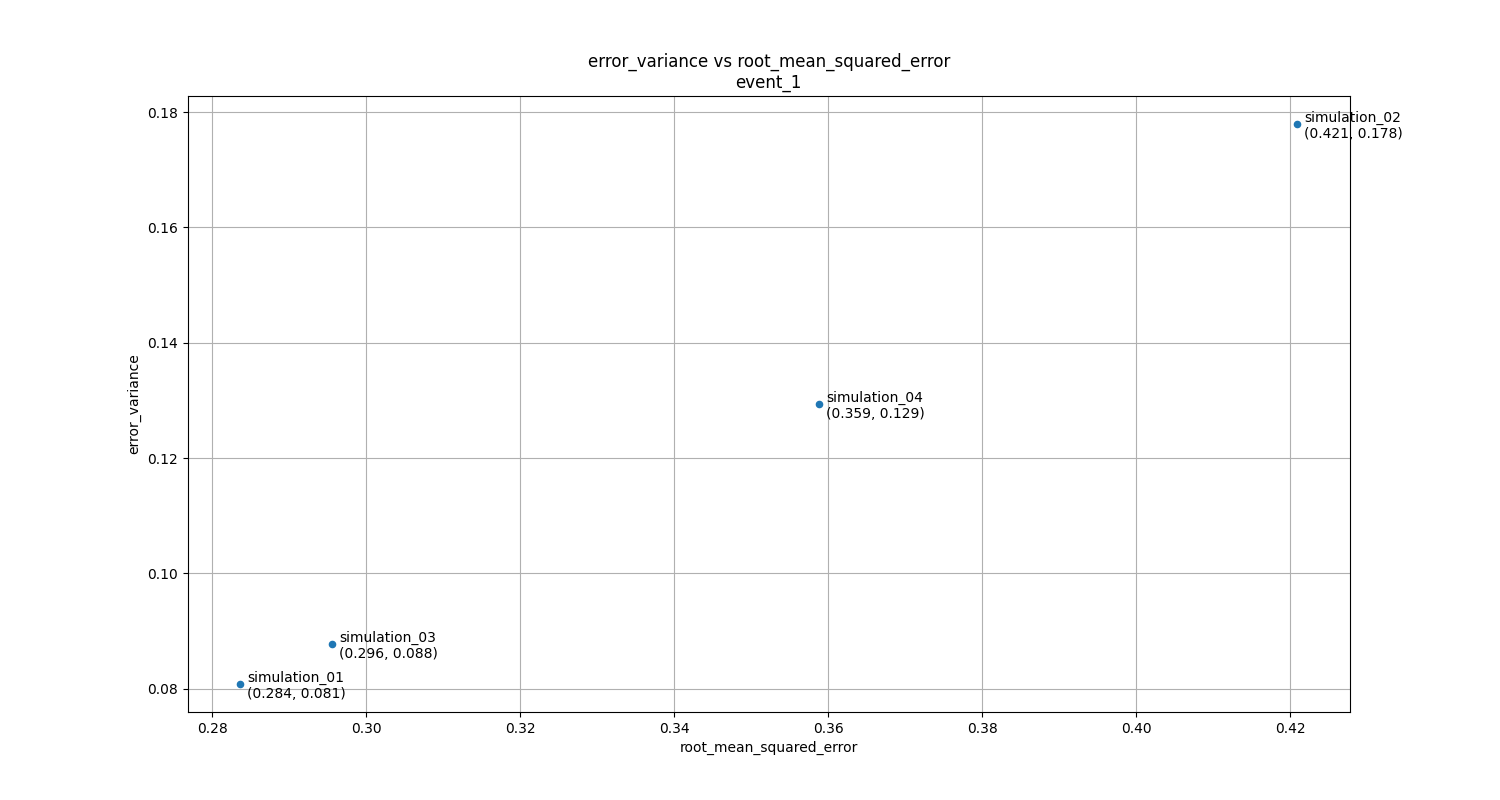 error_variance vs root_mean_squared_error
event_1
0.18
0.16
0.14
0.12
0.10
0.08
error_variance
simulation_02
(0.421, 0.178)
simulation_04
(0.359, 0.129)
simulation_03
(0.296, 0.088)
simulation_01
(0.284, 0.081)
0.28 0.30 0.32 0.34 0.36 0.38 0.40 0.42
root_mean_squared_error